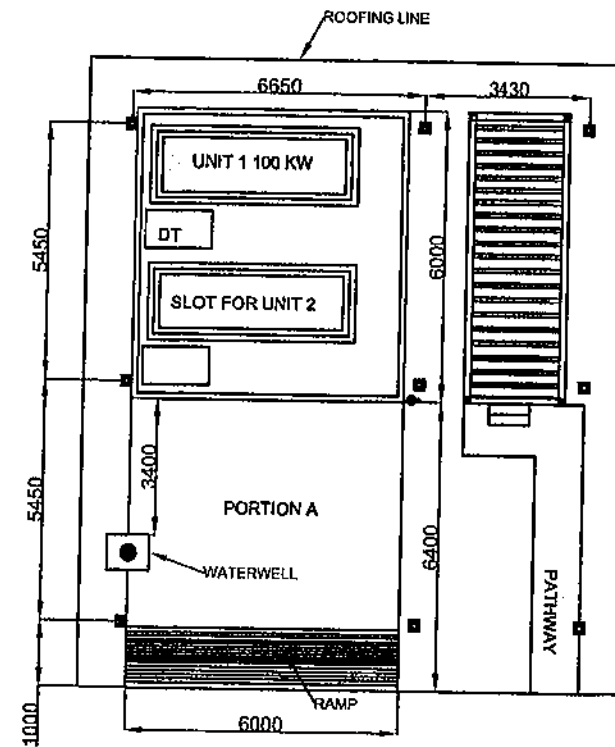 ROOFING LINE
6650
3430
UNIT 1 100 KW
DT
5450
6000
SLOT FOR UNIT 2
3400
5450
PORTION A
6400
WATERWELL
PATHWAY
RAMP
1000
6000